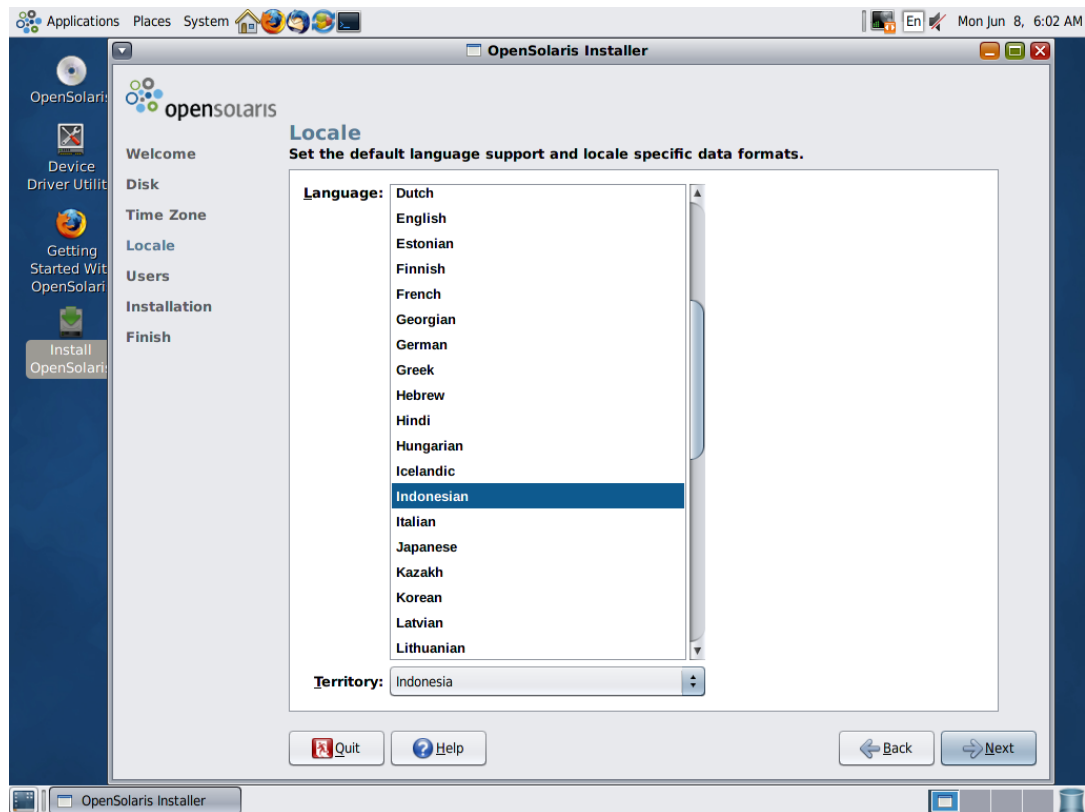 Applications Places System En Mon Jun 8, 6:02 AM
OpenSolaris Installer
OpenSolaris
Device
Driver Utilit
Getting
Started Wit
OpenSolari
Install
OpenSolaris
opensolaris
Welcome
Disk
Time Zone
Locale
Users
Installation
Finish
Locale
Set the default language support and locale specific data formats.
Language:
Dutch
English
Estonian
Finnish
French
Georgian
German
Greek
Hebrew
Hindi
Hungarian
Icelandic
Indonesian
Italian
Japanese
Kazakh
Korean
Latvian
Lithuanian
Territory: Indonesia
Quit Help Back Next
OpenSolaris Installer